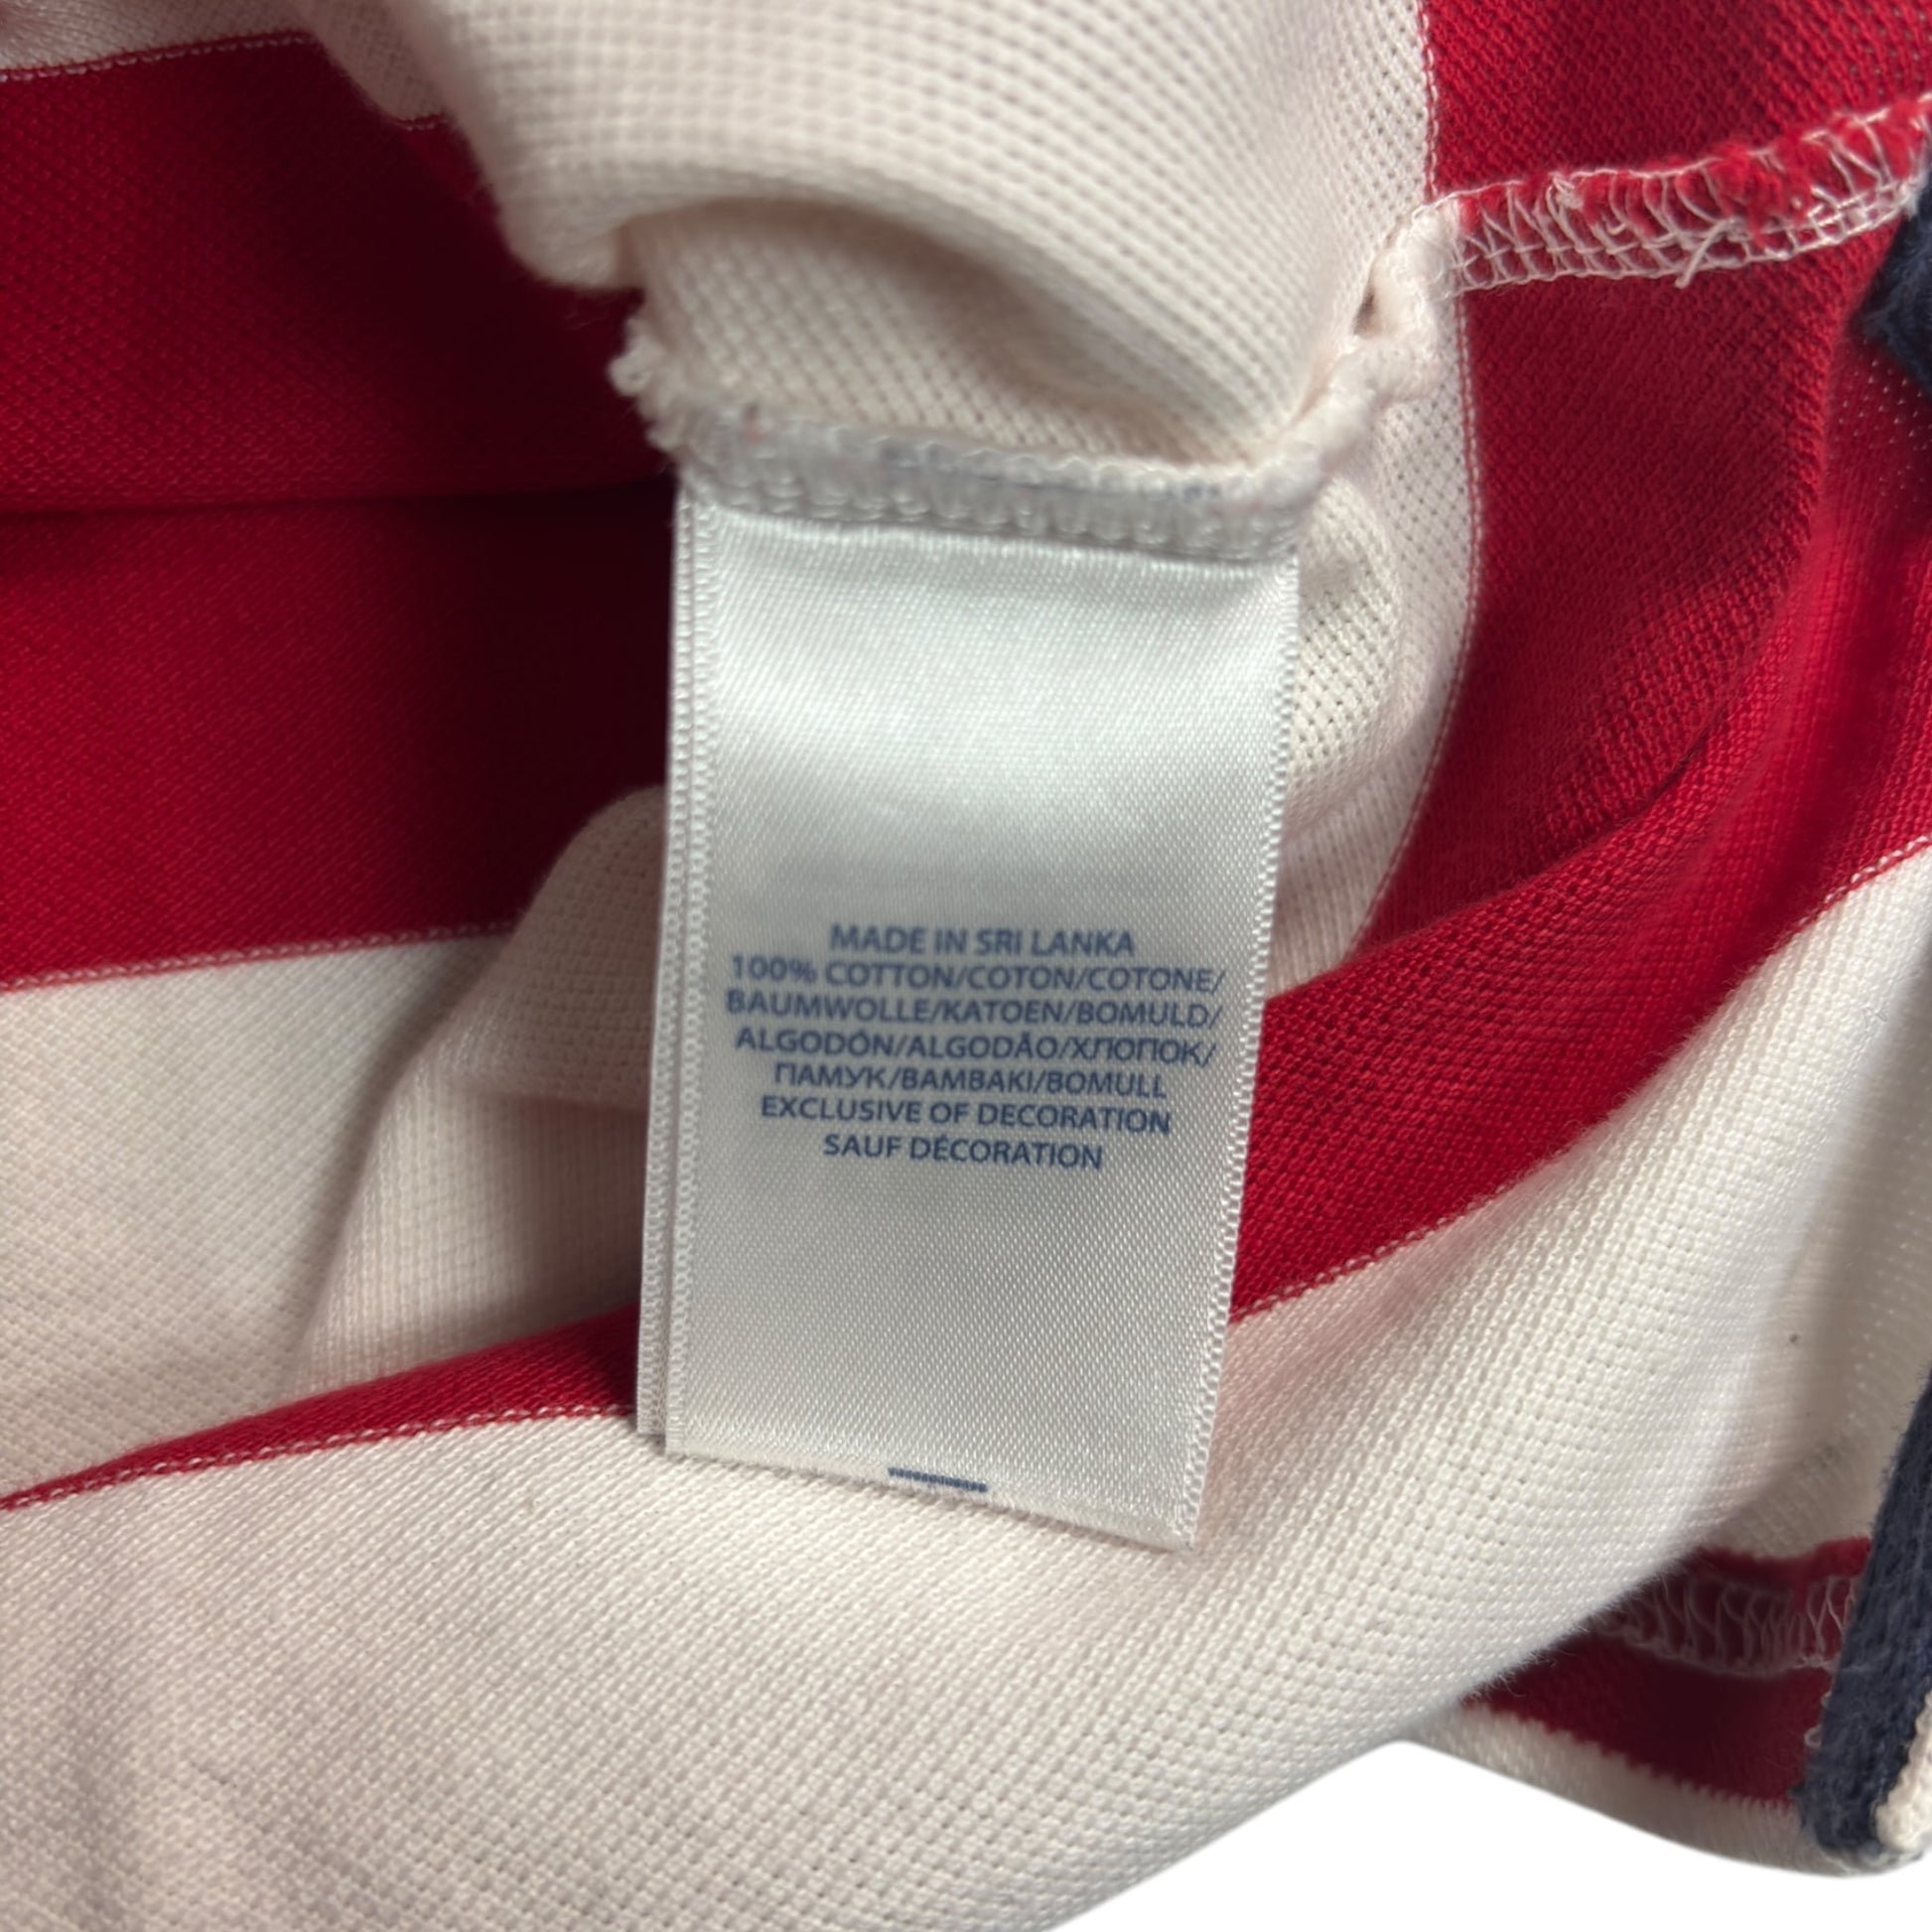 MADE IN SRI LANKA
100% COTTON/COTON/COTONE/
BAUMWOLLE/KATOEN/BOMULD/
ALGODÓN/ALGODÃO/ХЛОПОК/
ПАМУК/BAMBAKI/BOMULL
EXCLUSIVE OF DECORATION
SAUF DÉCORATION